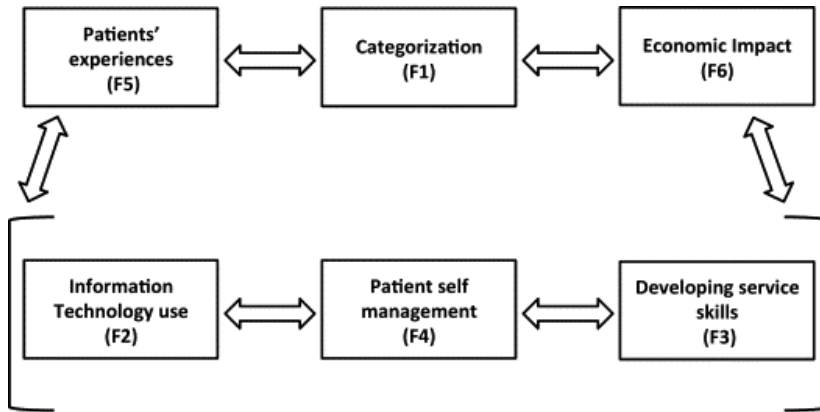 Patients'
experiences
(F5)
Categorization
(F1)
Economic Impact
(F6)
Information
Technology use
(F2)
Patient self
management
(F4)
Developing service
skills
(F3)